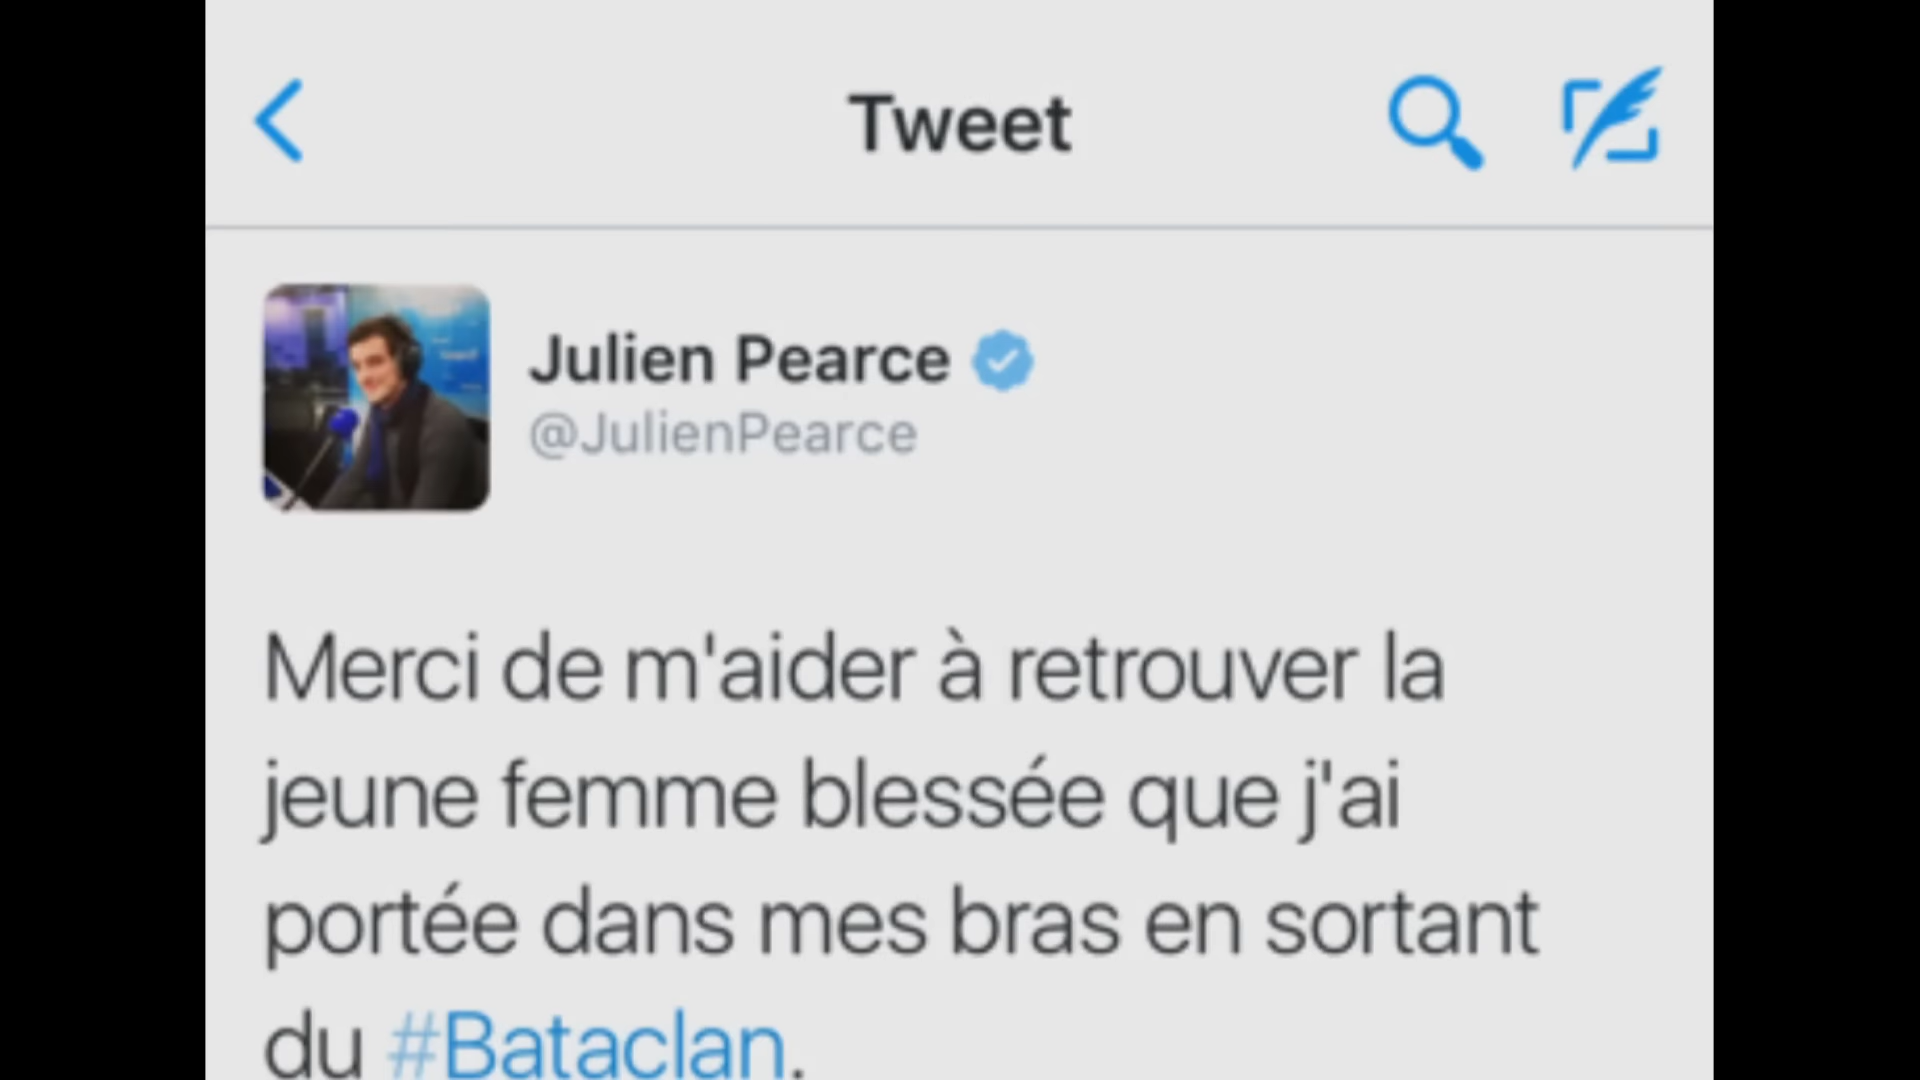 Tweet
Julien Pearce
@JulienPearce
Merci de m'aider à retrouver la
jeune femme blessée que j'ai
portée dans mes bras en sortant
du #Bataclan.